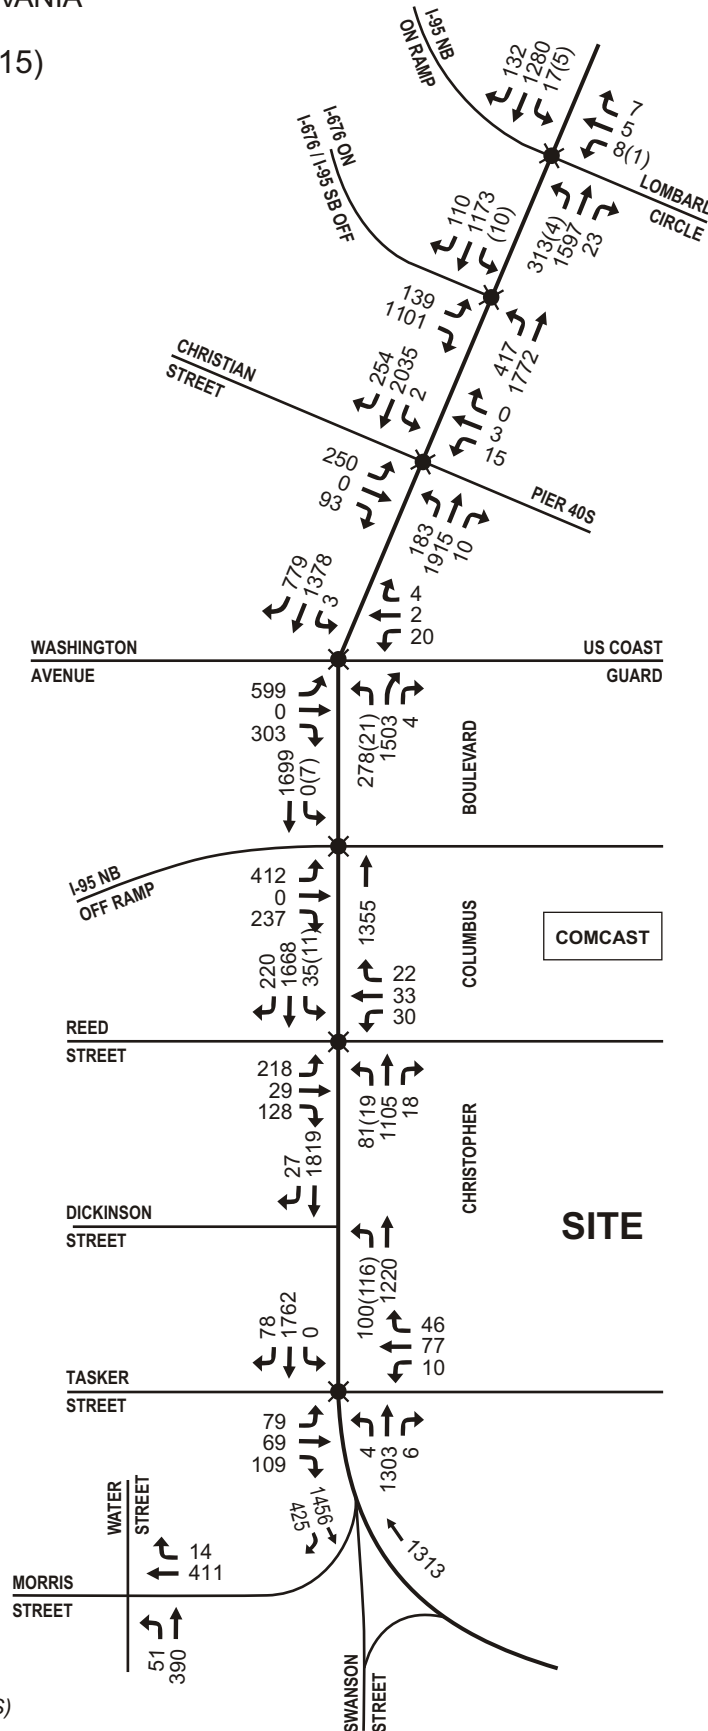 VANIA
15)
I-95 NB
ON RAMP
132
1280
17(5)
7
5
8(1)
LOMBARD
CIRCLE
313(4)
1597
23
I-676 ON
I-676 / I-95 SB OFF
110
1173
(10)
139
1101
417
1772
CHRISTIAN
STREET
254
2035
2
0
3
15
250
0
93
PIER 40S
183
1915
10
779
1378
3
4
2
20
WASHINGTON
AVENUE
US COAST
GUARD
599
0
303
278(21)
1503
4
BOULEVARD
1699
0(7)
I-95 NB
OFF RAMP
412
0
237
1355
COLUMBUS
COMCAST
220
1668
35(11)
22
33
30
REED
STREET
218
29
128
81(19
1105
18
CHRISTOPHER
27
1819
DICKINSON
STREET
SITE
100(116)
1220
78
1762
0
46
77
10
TASKER
STREET
79
69
109
4
1303
6
WATER
STREET
1456
425
1313
14
411
MORRIS
STREET
51
390
SWANSON
STREET
S)